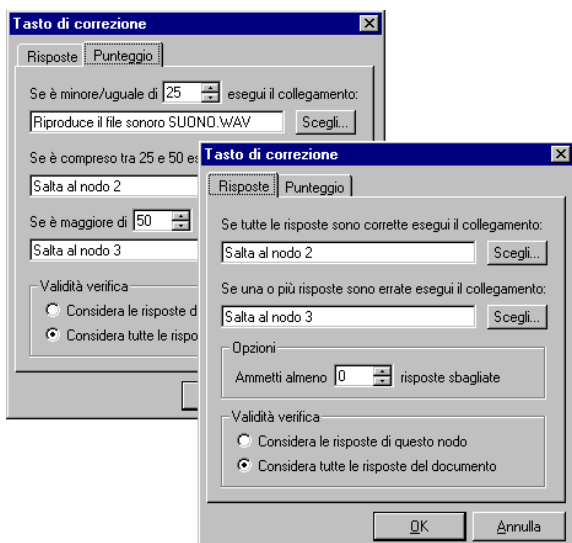 Tasto di correzione
Risposte Punteggio
Se è minore/uguale di 25 esegui il collegamento:
Riproduce il file sonoro SUONO.WAV Scegli...
Se è compreso tra 25 e 50 es
Salta al nodo 2
Se è maggiore di 50
Salta al nodo 3
Validità verifica
Considera le risposte d
Considera tutte le rispo
Tasto di correzione
Risposte Punteggio
Se tutte le risposte sono corrette esegui il collegamento:
Salta al nodo 2 Scegli...
Se una o più risposte sono errate esegui il collegamento:
Salta al nodo 3 Scegli...
Opzioni
Ammetti almeno 0 risposte sbagliate
Validità verifica
Considera le risposte di questo nodo
Considera tutte le risposte del documento
OK Annulla